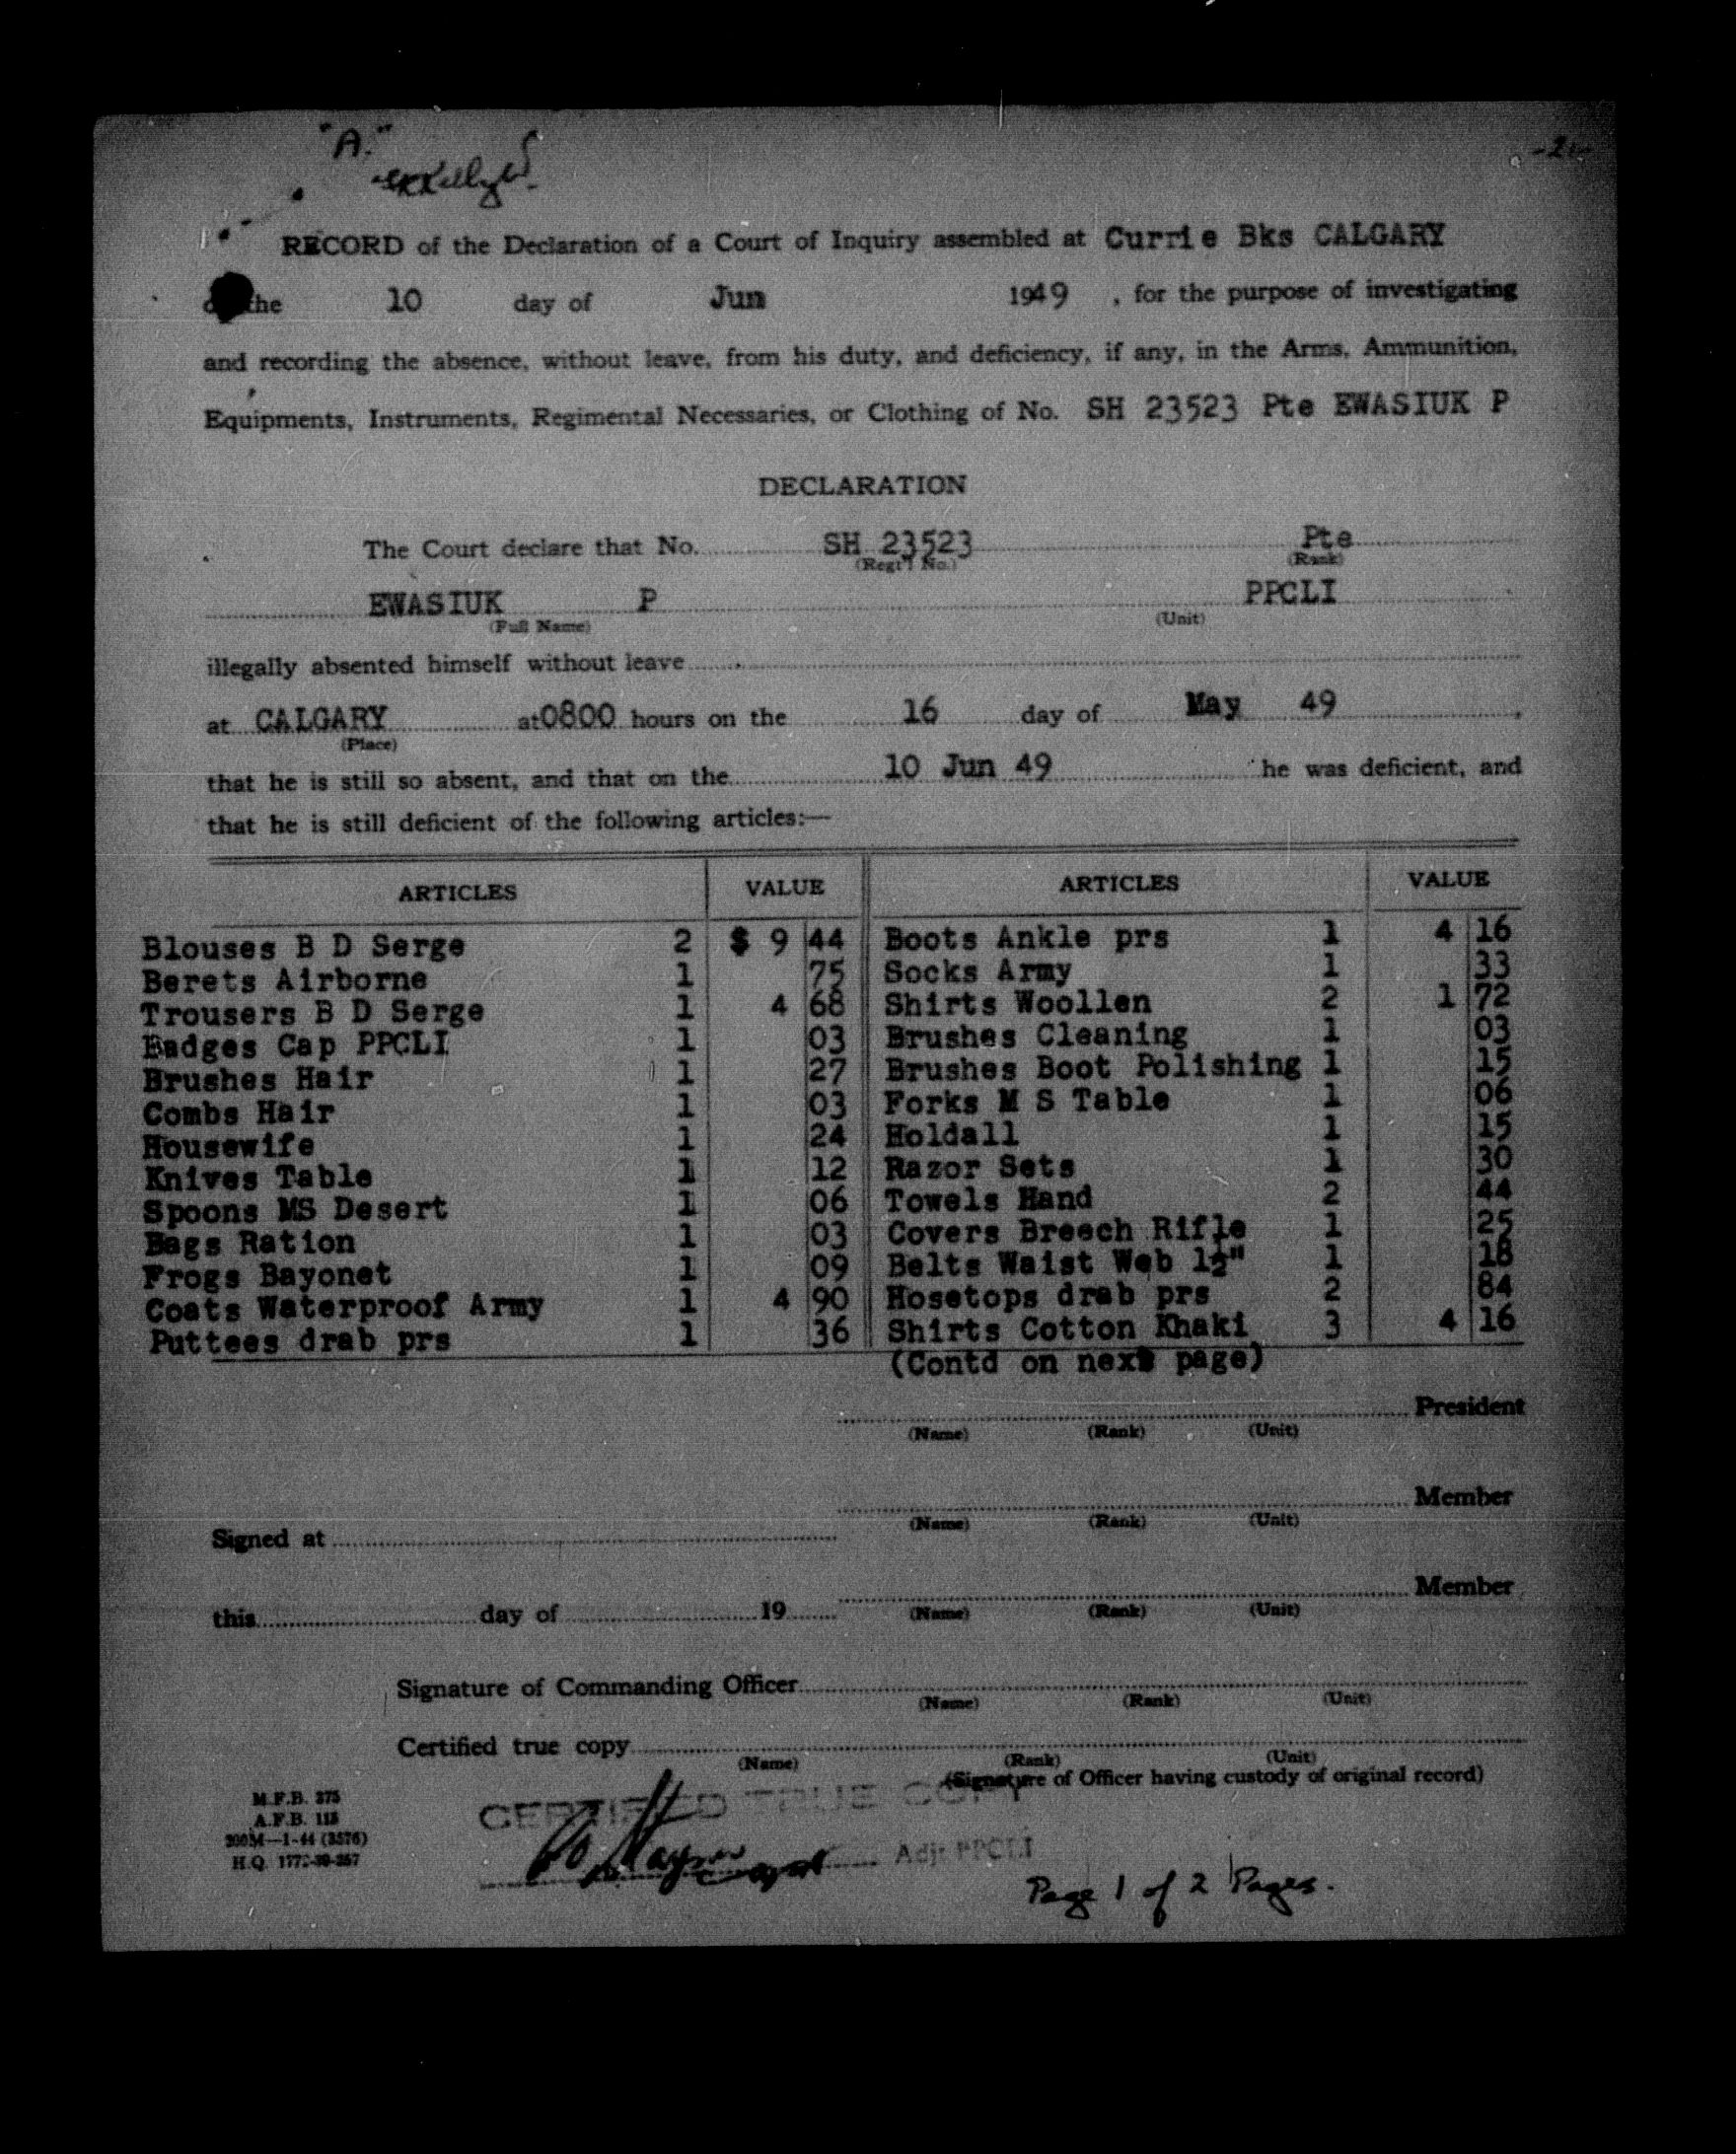 "A."
-2-
RECORD of the Declaration of a Court of Inquiry assembled at Currie Bks CALGARY
the 10 day of Jun 1949 , for the purpose of investigating
and recording the absence, without leave, from his duty, and deficiency, if any, in the Arms, Ammunition,
Equipments, Instruments, Regimental Necessaries, or Clothing of No. SH 23523 Pte EWASIUK P
DECLARATION
The Court declare that No. SH 23523 Pte
(Regt'l No.) (Rank)
EWASIUK P PPCLI
(Full Name) (Unit)
illegally absented himself without leave
at CALGARY at 0800 hours on the 16 day of May 49 ,
(Place)
that he is still so absent, and that on the 10 Jun 49 he was deficient, and
that he is still deficient of the following articles:—
ARTICLES VALUE ARTICLES VALUE
Blouses B D Serge 2 $ 9 44 Boots Ankle prs 1 4 16
Berets Airborne 1 75 Socks Army 1 33
Trousers B D Serge 1 4 68 Shirts Woollen 2 1 72
Badges Cap PPCLI 1 03 Brushes Cleaning 1 03
Brushes Hair 1 27 Brushes Boot Polishing 1 15
Combs Hair 1 03 Forks M S Table 1 06
Housewife 1 24 Holdall 1 15
Knives Table 1 12 Razor Sets 1 30
Spoons MS Desert 1 06 Towels Hand 2 44
Bags Ration 1 03 Covers Breech Rifle 1 25
Frogs Bayonet 1 09 Belts Waist Web 1½" 1 18
Coats Waterproof Army 1 4 90 Hosetops drab prs 2 84
Puttees drab prs 1 36 Shirts Cotton Khaki 3 4 16
(Contd on next page)
President
(Name) (Rank) (Unit)
Member
(Name) (Rank) (Unit)
Signed at
Member
this day of 19
(Name) (Rank) (Unit)
Signature of Commanding Officer
(Name) (Rank) (Unit)
Certified true copy
(Name) (Rank) (Unit)
(Signature of Officer having custody of original record)
M.F.B. 375
A.F.B. 115
H.Q.
CERTIFIED TRUE COPY
Adjt PPCLI
Page 1 of 2 Pages.